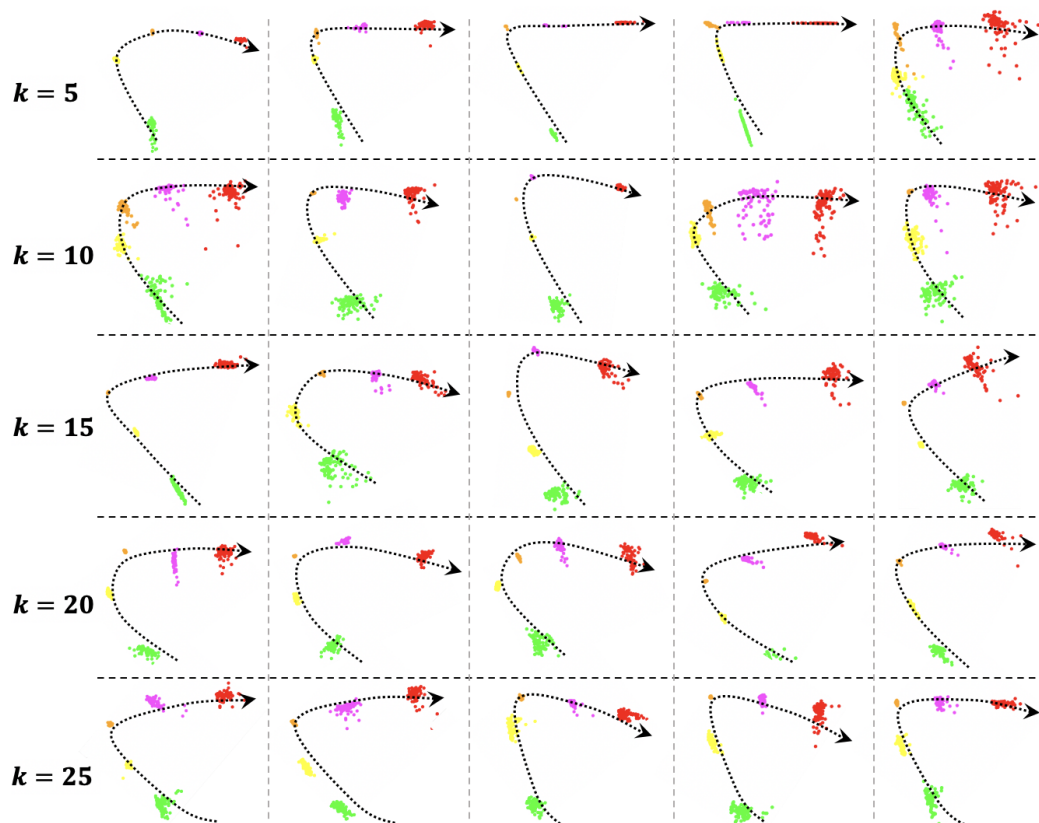 k = 5
k = 10
k = 15
k = 20
k = 25